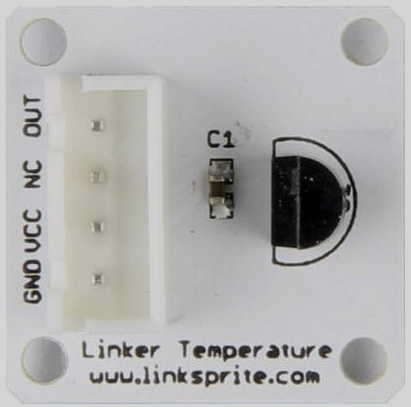 OUT
NC
VCC
GND
C1
Linker Temperature
www.linksprite.com